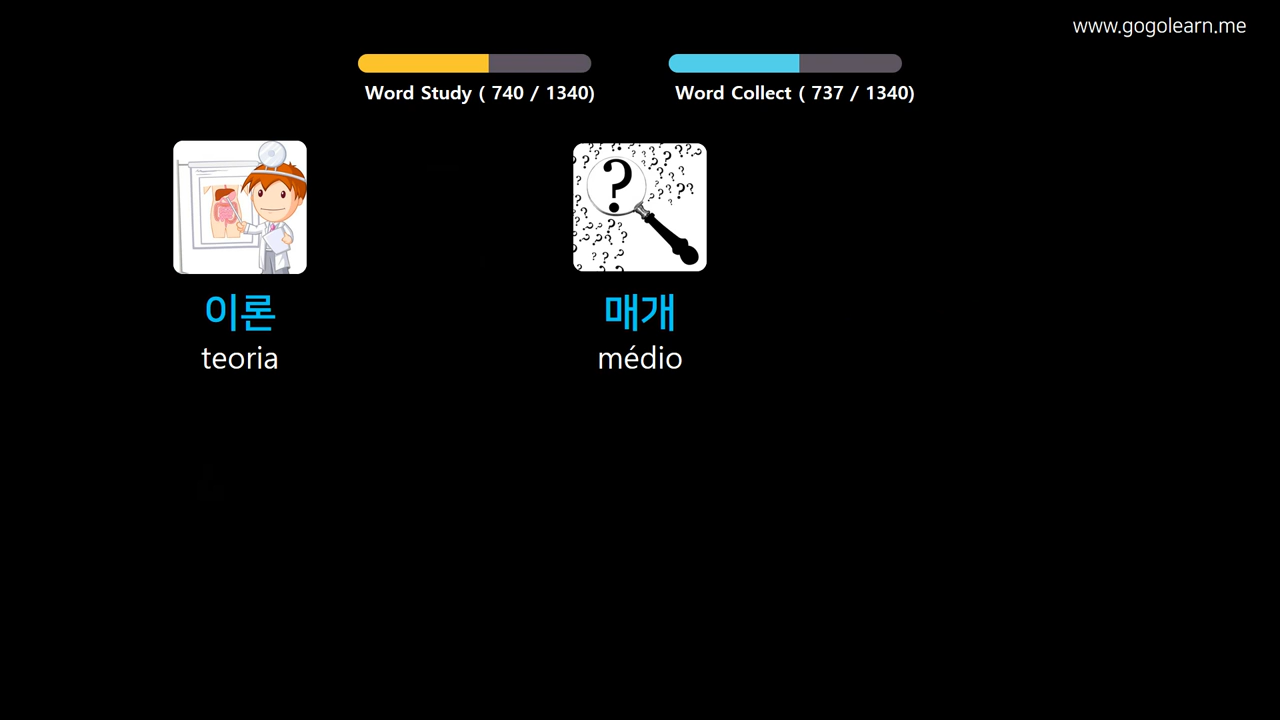 www.gogolearn.me
Word Study ( 740 / 1340)
Word Collect ( 737 / 1340)
이론
teoria
매개
médio